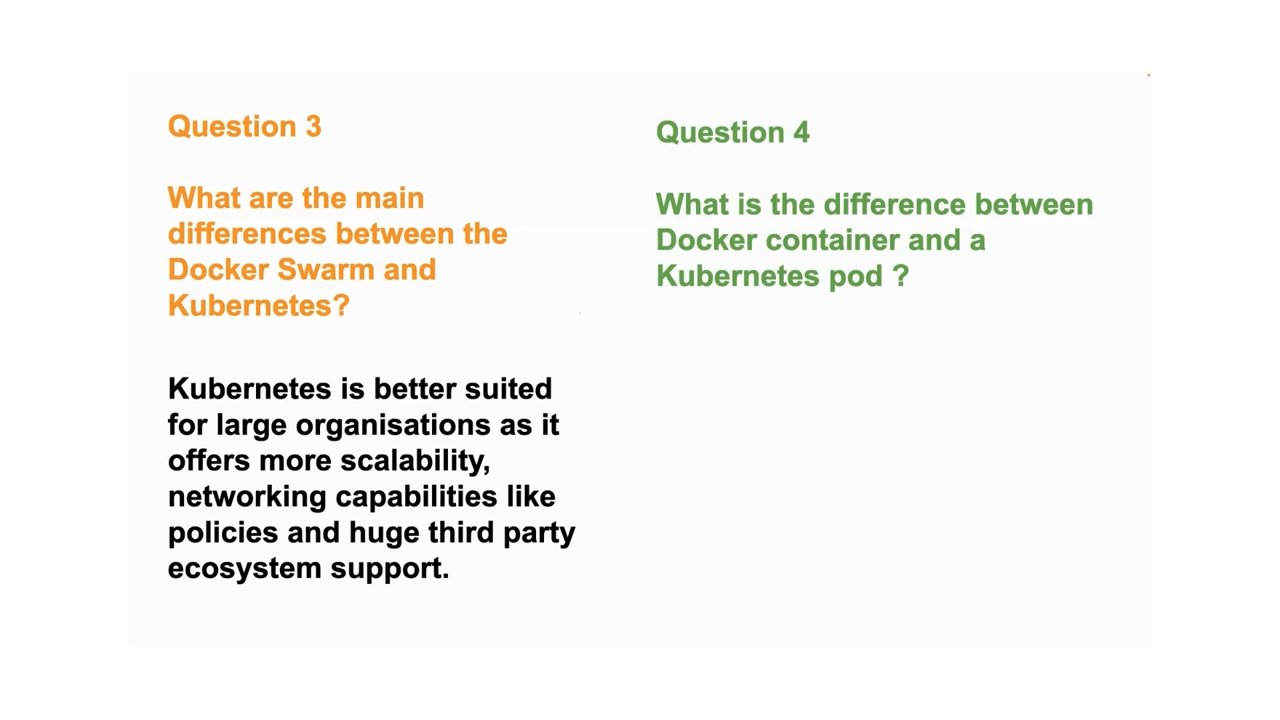 Question 3
What are the main
differences between the
Docker Swarm and
Kubernetes?
Kubernetes is better suited
for large organisations as it
offers more scalability,
networking capabilities like
policies and huge third party
ecosystem support.
Question 4
What is the difference between
Docker container and a
Kubernetes pod ?